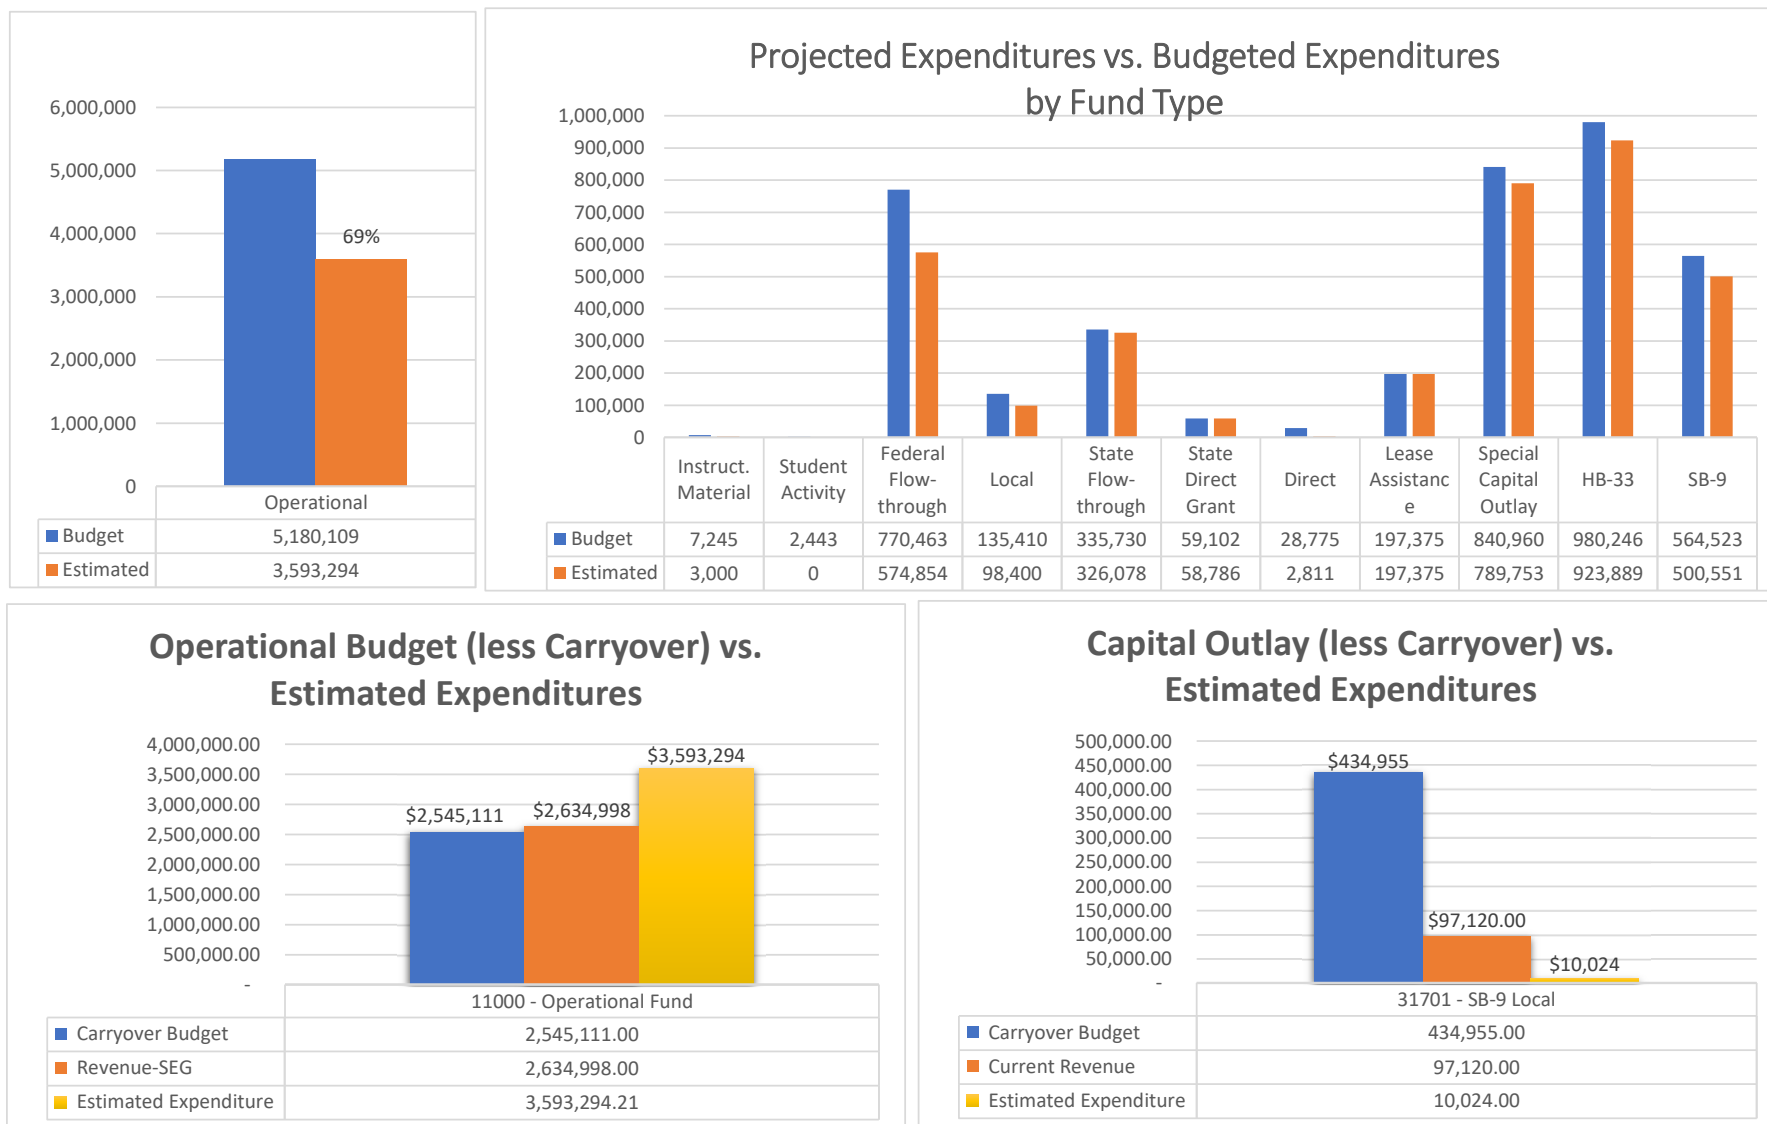 6,000,000
5,000,000
4,000,000
3,000,000
2,000,000
1,000,000
0
69%
Operational
Budget 5,180,109
Estimated 3,593,294
Projected Expenditures vs. Budgeted Expenditures
by Fund Type
1,000,000
900,000
800,000
700,000
600,000
500,000
400,000
300,000
200,000
100,000
0
Instruct. Material
Student Activity
Federal Flow-through
Local
State Flow-through
State Direct Grant
Direct
Lease Assistanc e
Special Capital Outlay
HB-33
SB-9
Budget 7,245 2,443 770,463 135,410 335,730 59,102 28,775 197,375 840,960 980,246 564,523
Estimated 3,000 0 574,854 98,400 326,078 58,786 2,811 197,375 789,753 923,889 500,551
Operational Budget (less Carryover) vs.
Estimated Expenditures
4,000,000.00
3,500,000.00
3,000,000.00
2,500,000.00
2,000,000.00
1,500,000.00
1,000,000.00
500,000.00
-
$2,545,111
$2,634,998
$3,593,294
11000 - Operational Fund
Carryover Budget 2,545,111.00
Revenue-SEG 2,634,998.00
Estimated Expenditure 3,593,294.21
Capital Outlay (less Carryover) vs.
Estimated Expenditures
500,000.00
450,000.00
400,000.00
350,000.00
300,000.00
250,000.00
200,000.00
150,000.00
100,000.00
50,000.00
-
$434,955
$97,120.00
$10,024
31701 - SB-9 Local
Carryover Budget 434,955.00
Current Revenue 97,120.00
Estimated Expenditure 10,024.00